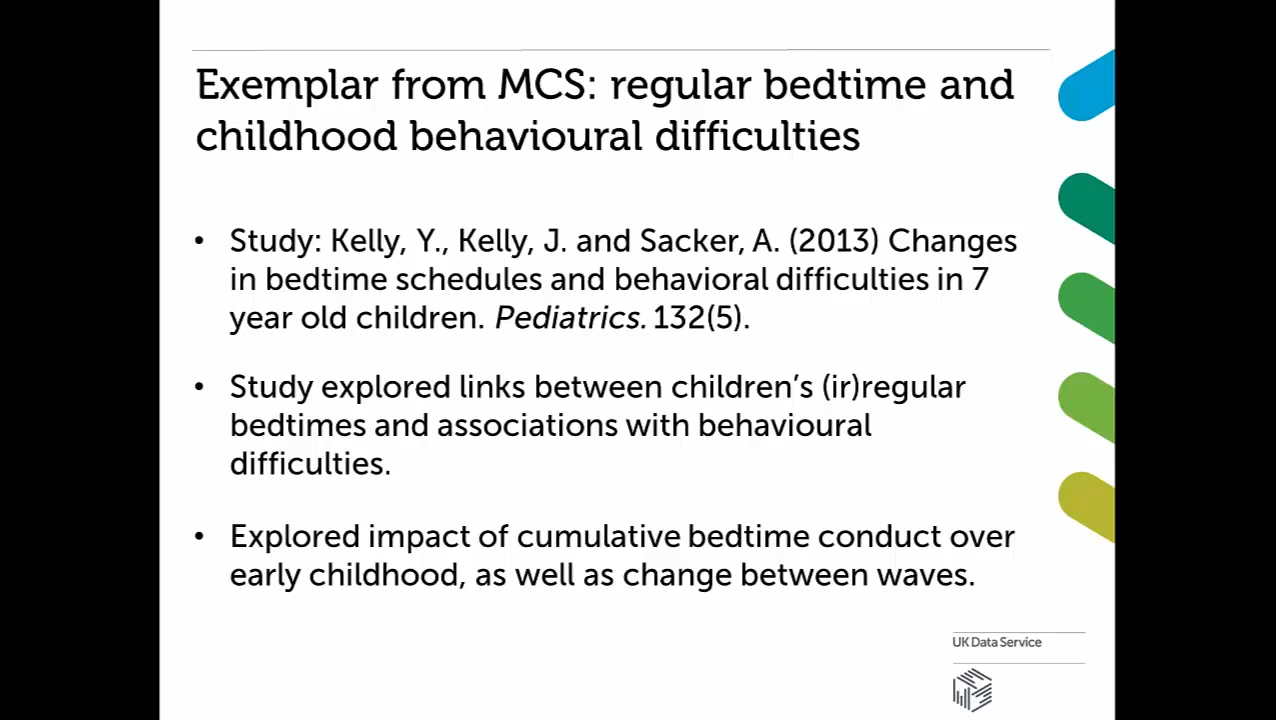 Exemplar from MCS: regular bedtime and
childhood behavioural difficulties
• Study: Kelly, Y., Kelly, J. and Sacker, A. (2013) Changes
in bedtime schedules and behavioral difficulties in 7
year old children. Pediatrics. 132(5).
• Study explored links between children’s (ir)regular
bedtimes and associations with behavioural
difficulties.
• Explored impact of cumulative bedtime conduct over
early childhood, as well as change between waves.
UK Data Service